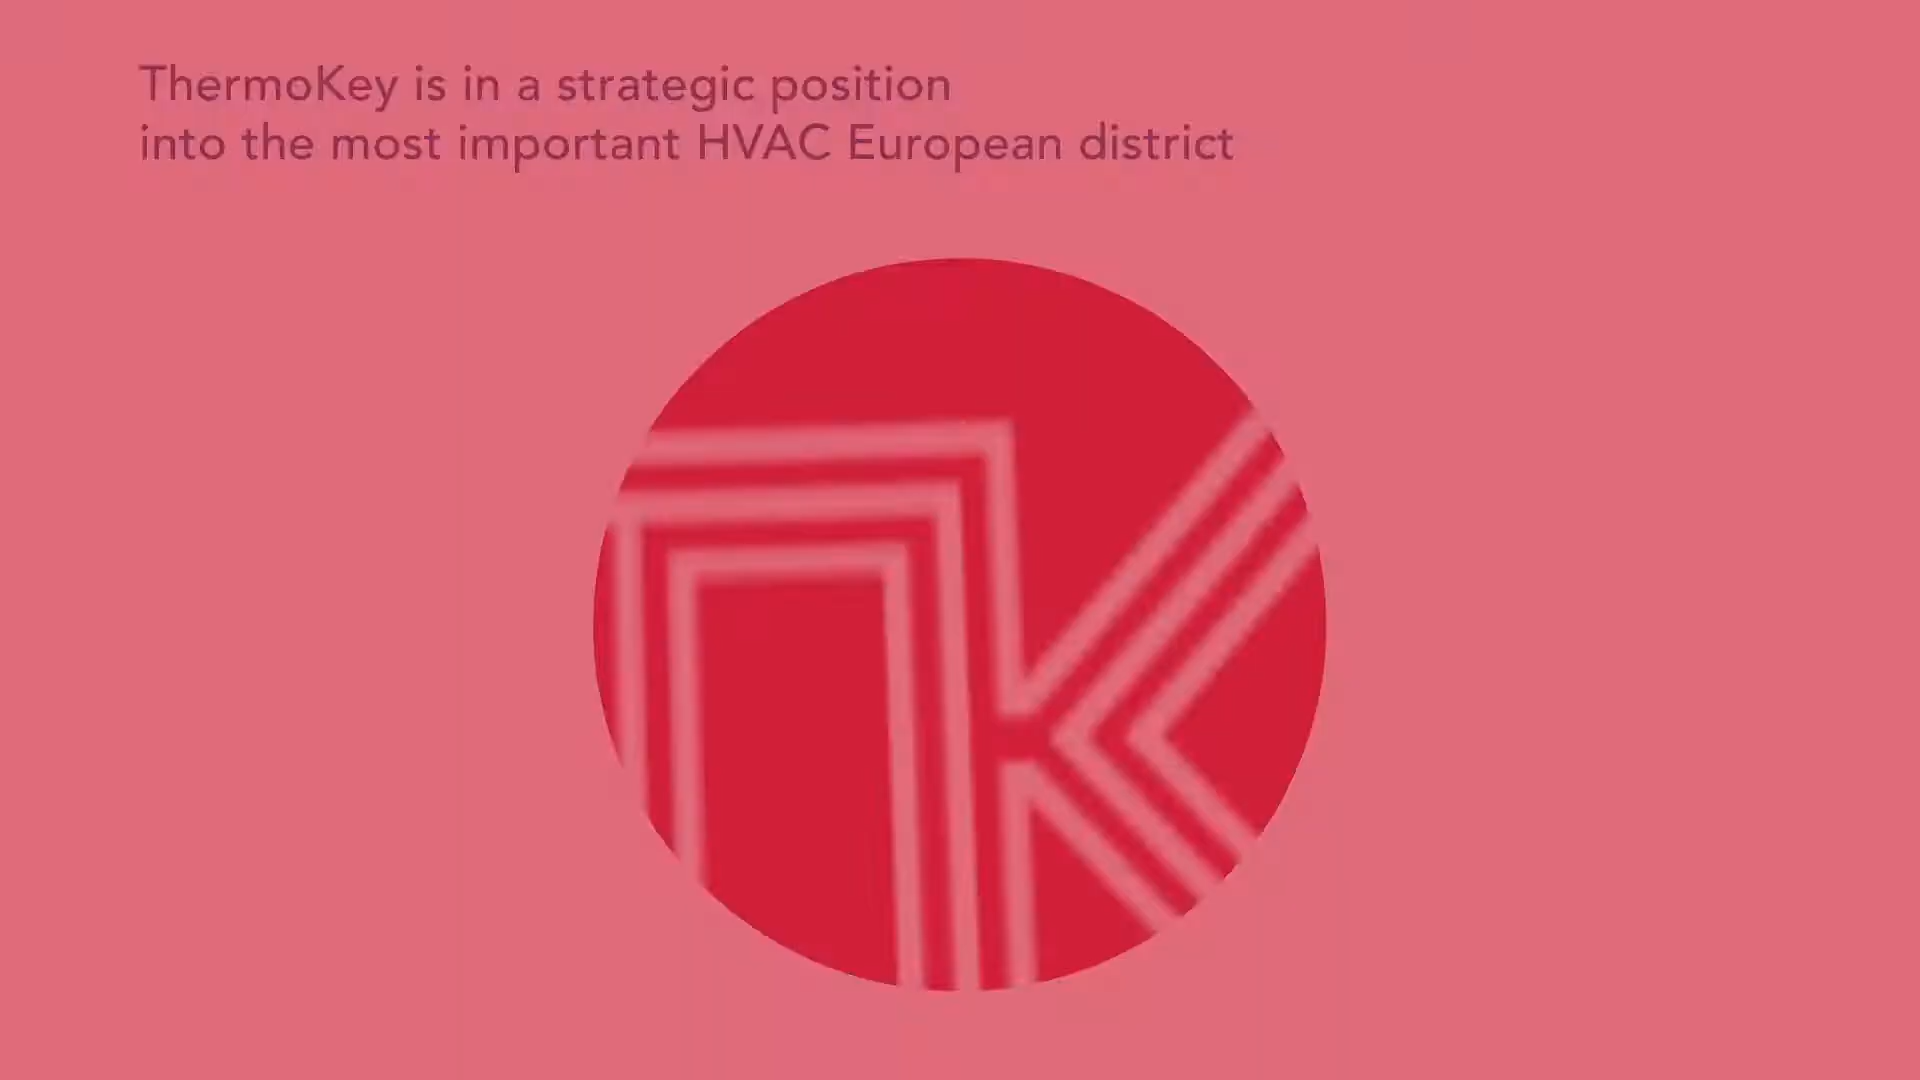 ThermoKey is in a strategic position
into the most important HVAC European district